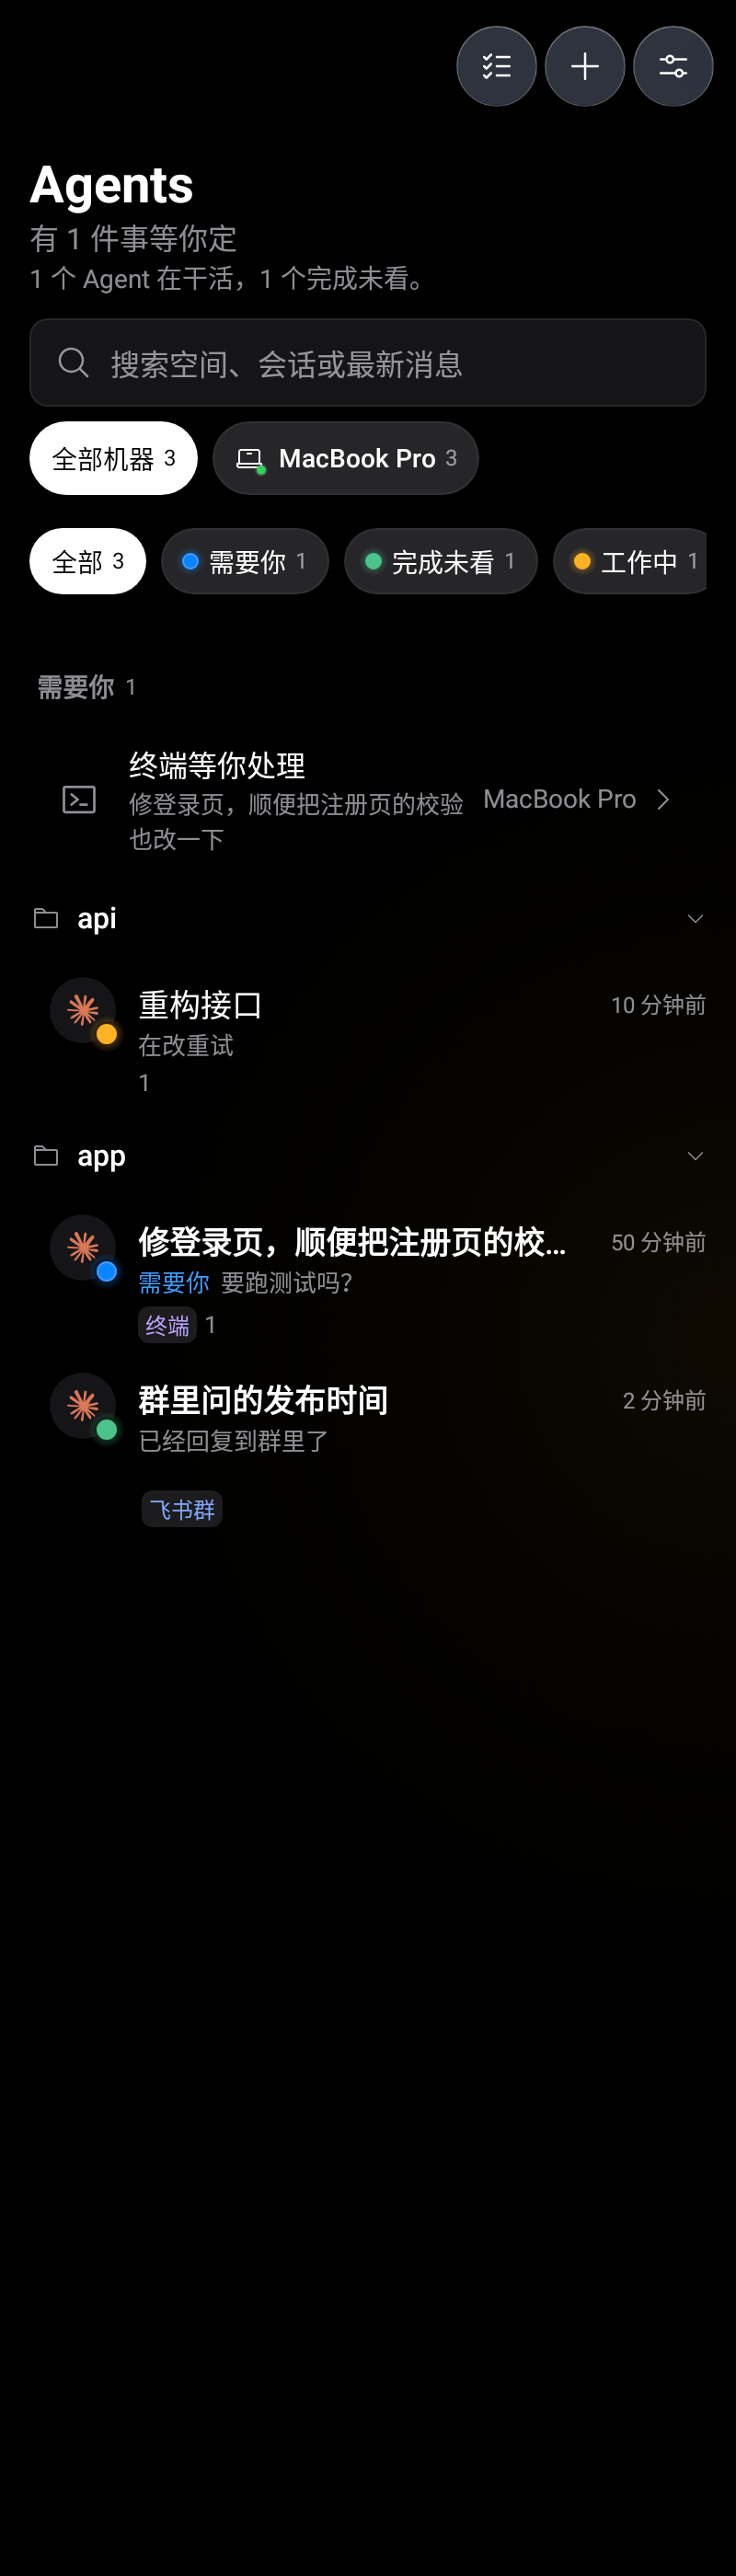 Agents
有 1 件事等你定
1 个 Agent 在干活，1 个完成未看。
搜索空间、会话或最新消息
全部机器 3
MacBook Pro 3
全部 3
需要你 1
完成未看 1
工作中 1
需要你 1
终端等你处理
修登录页，顺便把注册页的校验
也改一下
MacBook Pro
api
重构接口
10 分钟前
在改重试
1
app
修登录页，顺便把注册页的校...
50 分钟前
需要你 要跑测试吗？
终端 1
群里问的发布时间
2 分钟前
已经回复到群里了
飞书群